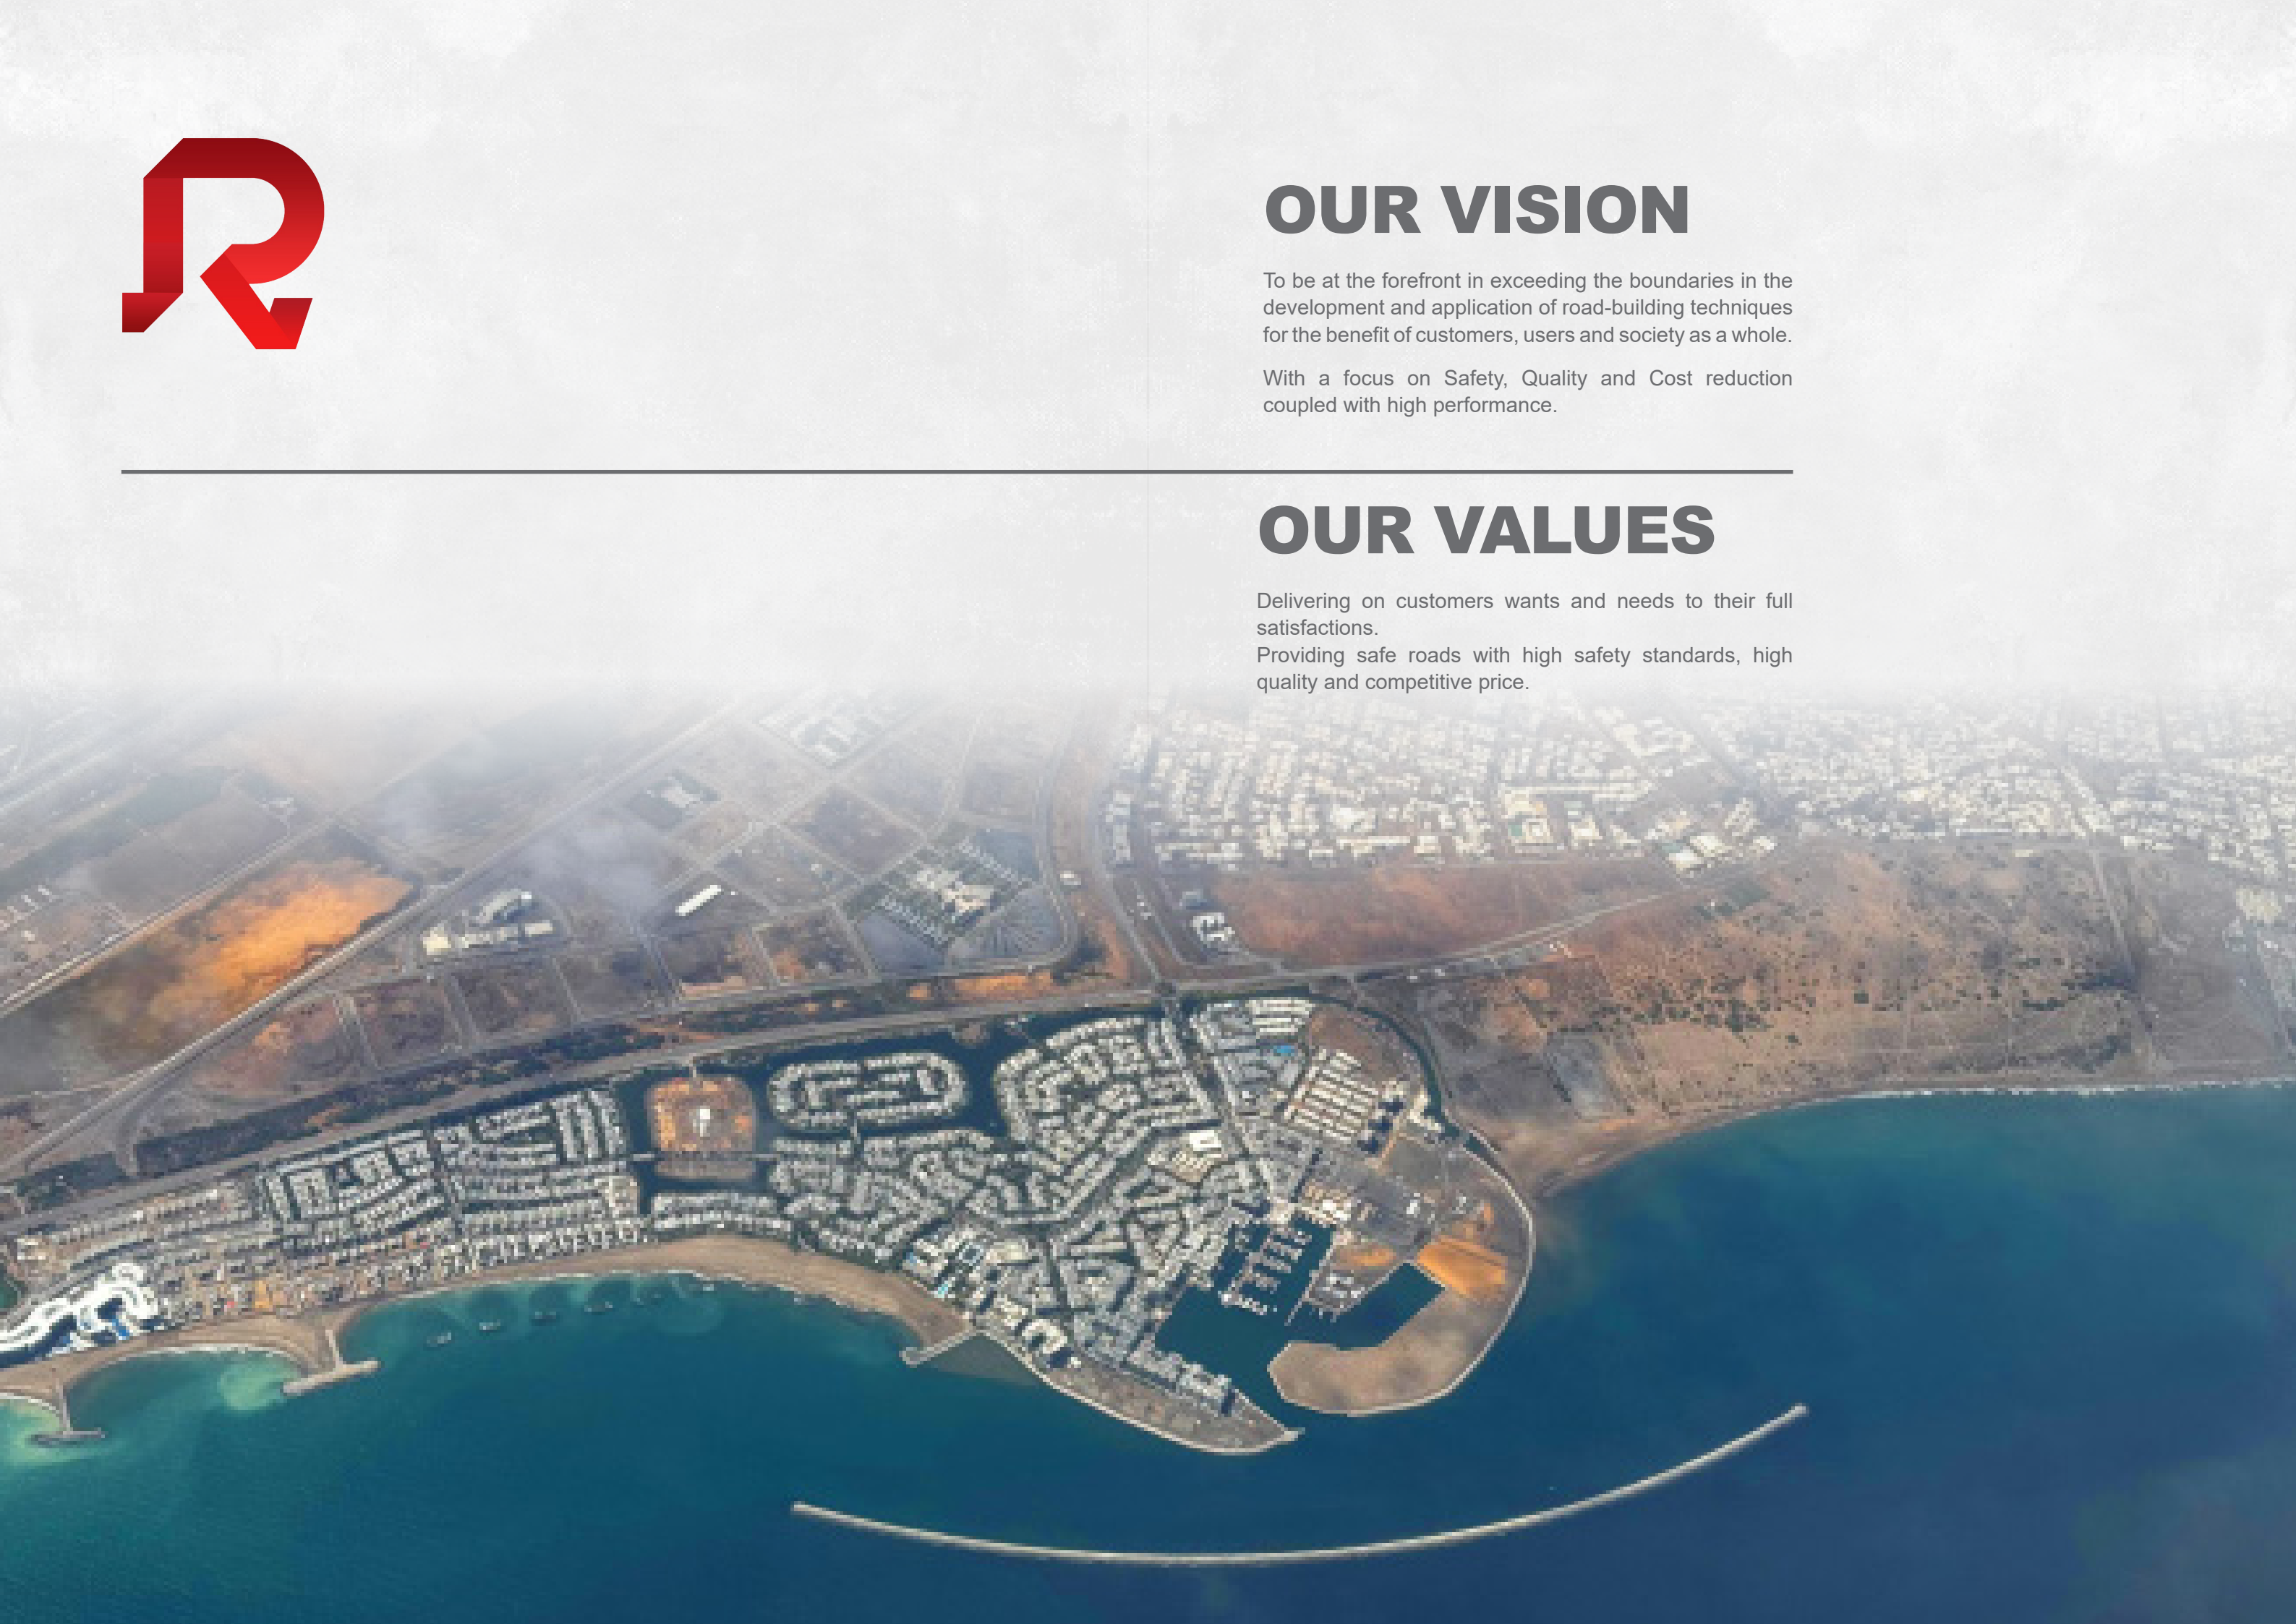 R
OUR VISION
To be at the forefront in exceeding the boundaries in the
development and application of road-building techniques
for the benefit of customers, users and society as a whole.
With a focus on Safety, Quality and Cost reduction
coupled with high performance.
OUR VALUES
Delivering on customers wants and needs to their full
satisfactions.
Providing safe roads with high safety standards, high
quality and competitive price.